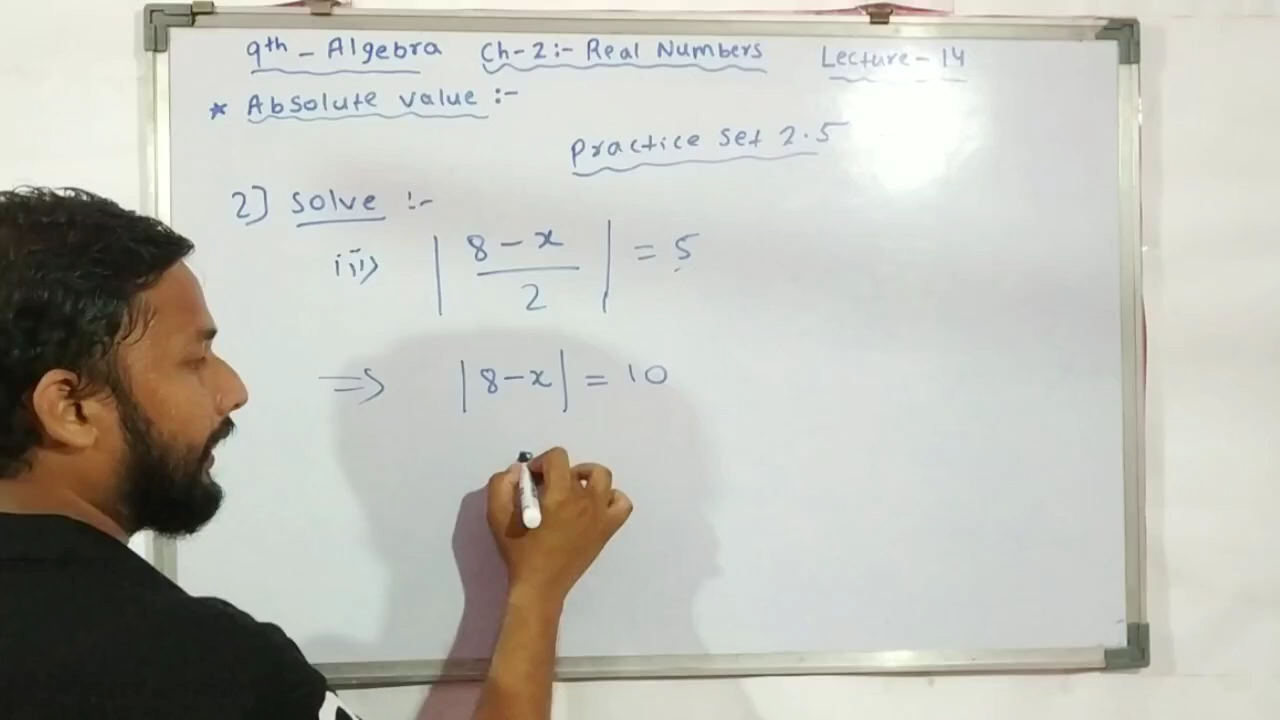 9th - Algebra Ch-2:- Real Numbers Lecture - 14
* Absolute value :-
Practice set 2.5
2] Solve :-
iii) | 8 - x / 2 | = 5
=> |8-x| = 10